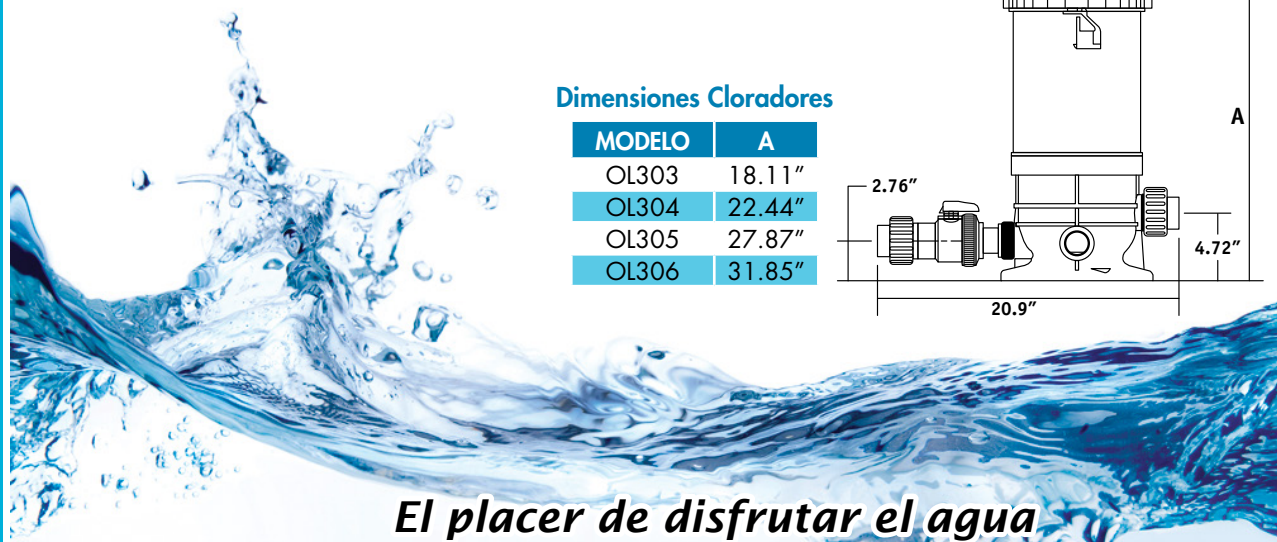 Dimensiones Cloradores
MODELO A
OL303 18.11”
OL304 22.44”
OL305 27.87”
OL306 31.85”
A
2.76”
4.72”
20.9”
El placer de disfrutar el agua